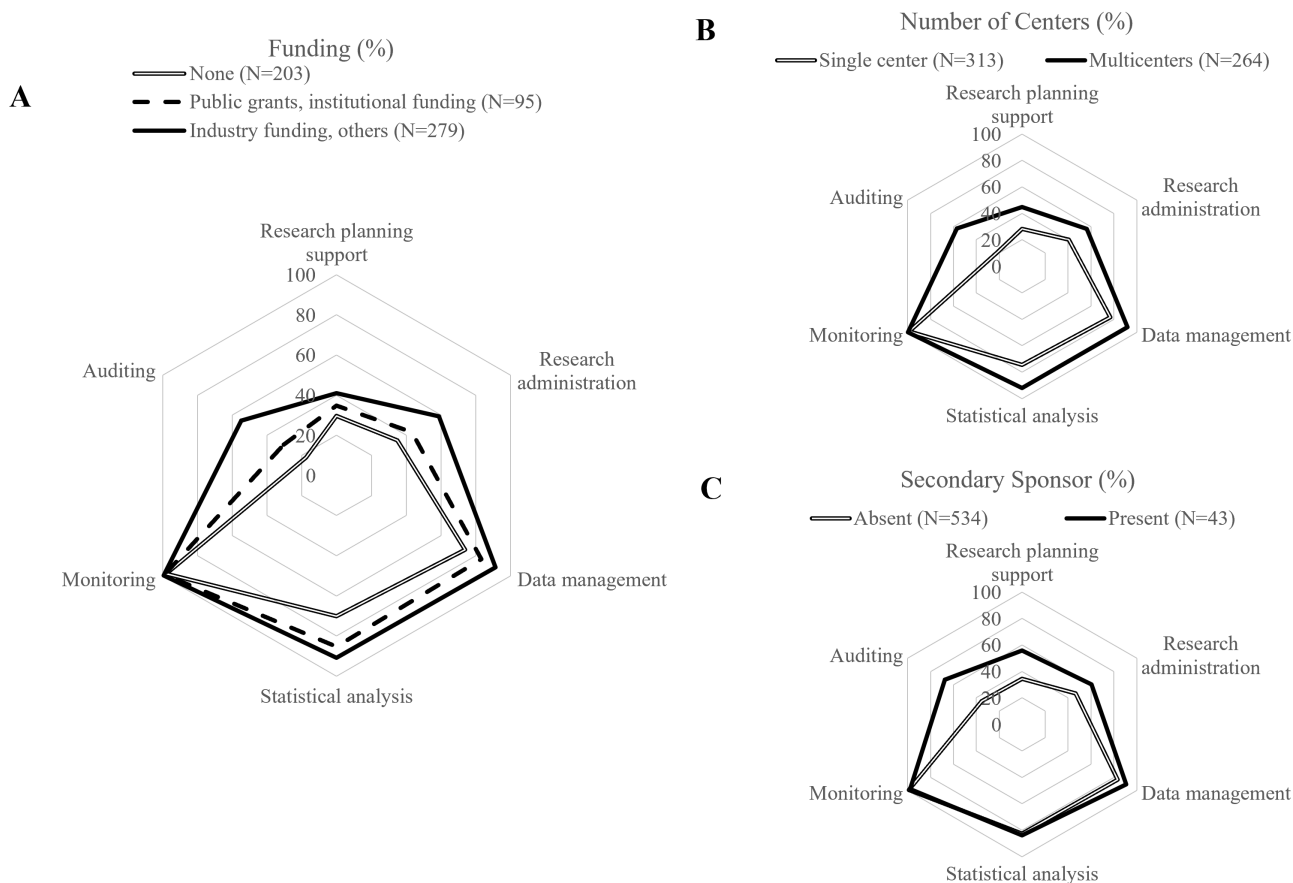 A
Funding (%)
None (N=203)
Public grants, institutional funding (N=95)
Industry funding, others (N=279)
Research planning
support
100
80
60
40
20
0
Research
administration
Data management
Statistical analysis
Monitoring
Auditing
B
Number of Centers (%)
Single center (N=313)
Multicenters (N=264)
Research planning
support
100
80
60
40
20
0
Research
administration
Data management
Statistical analysis
Monitoring
Auditing
C
Secondary Sponsor (%)
Absent (N=534)
Present (N=43)
Research planning
support
100
80
60
40
20
0
Research
administration
Data management
Statistical analysis
Monitoring
Auditing